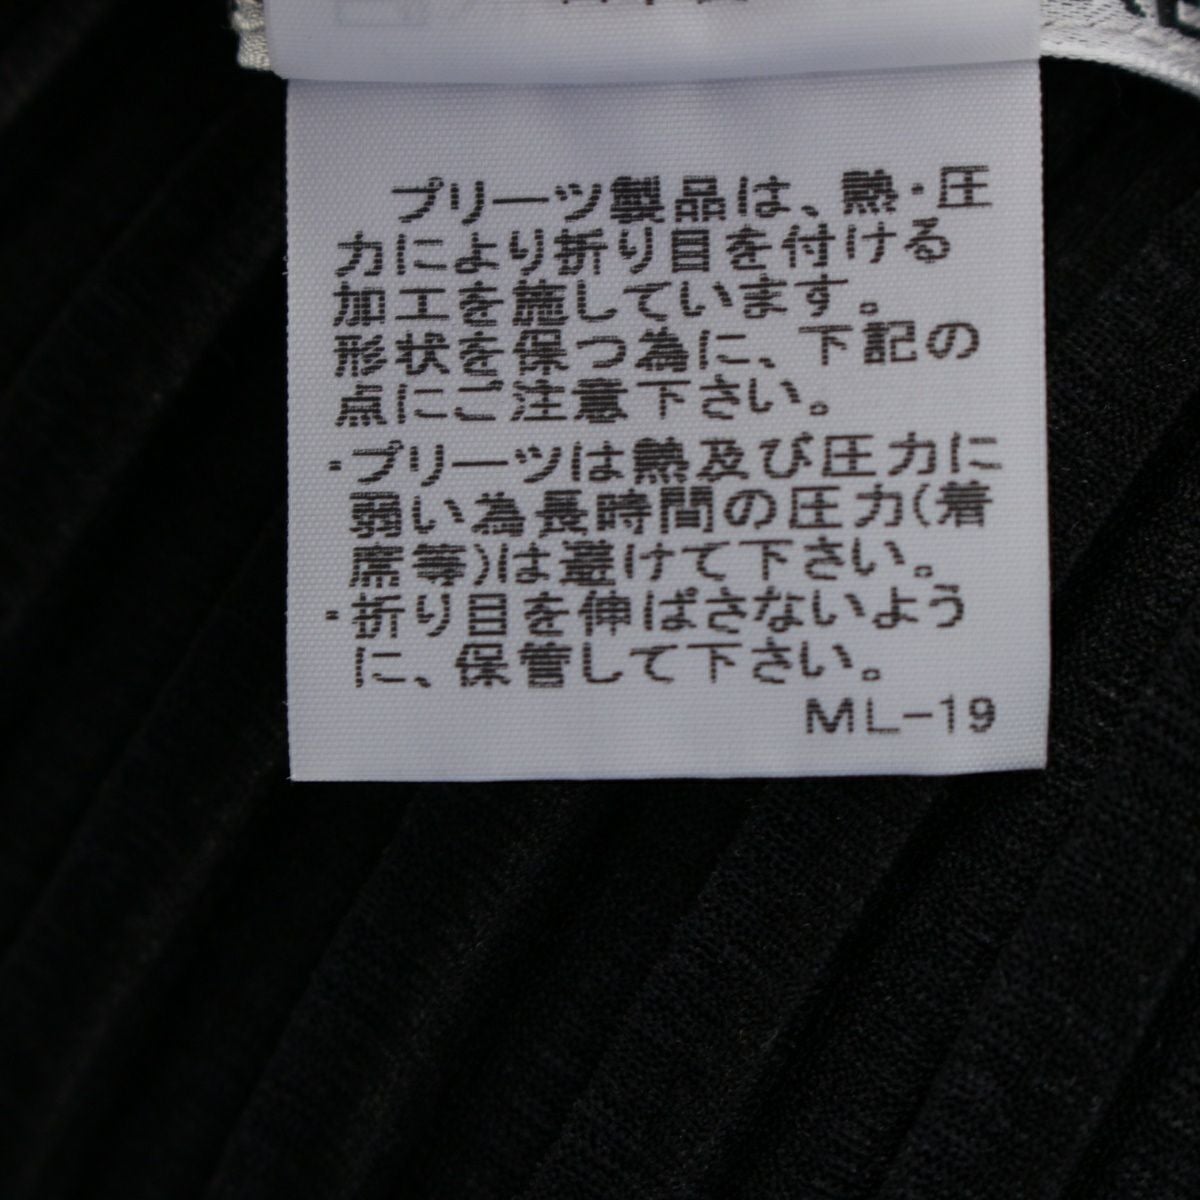 プリーツ製品は、熱・圧
力により折り目を付ける
加工を施しています。
形状を保つ為に、下記の
点にご注意下さい。
・プリーツは熱及び圧力に
弱い為長時間の圧力(着
席等)は避けて下さい。
・折り目を伸ばさないよう
に、保管して下さい。
ML-19